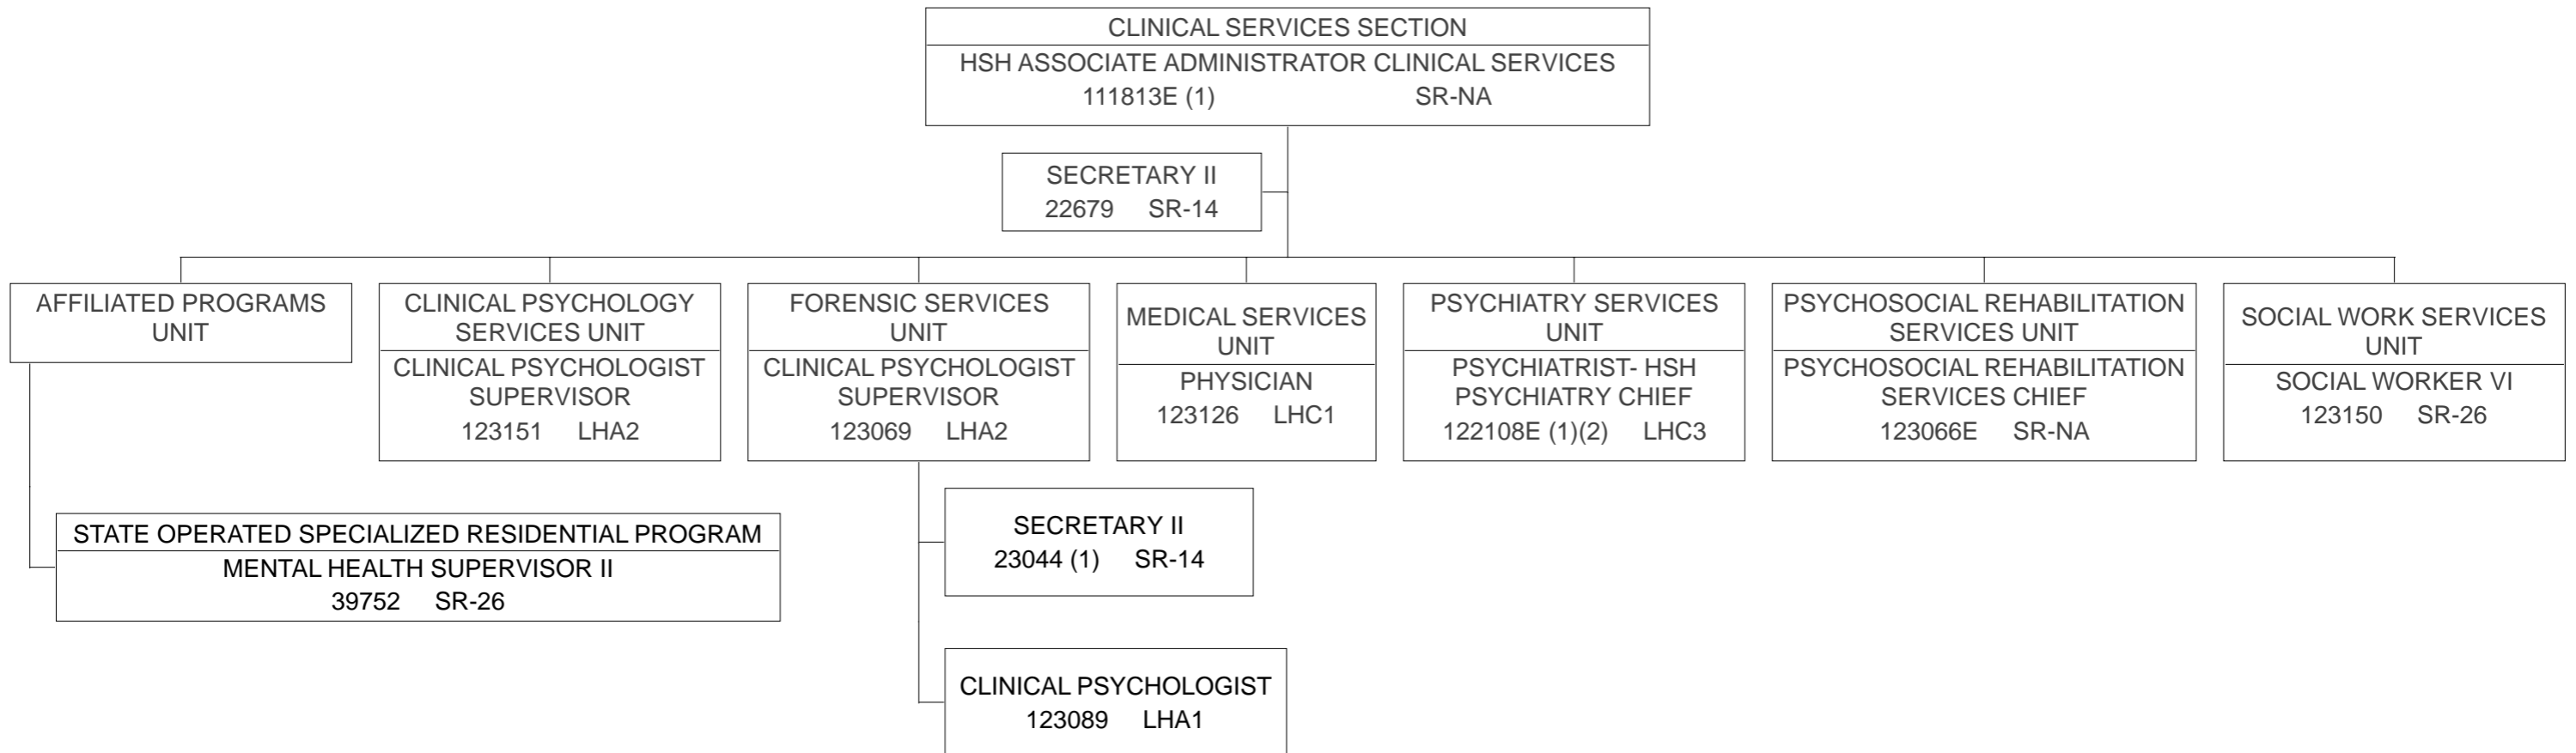 CLINICAL SERVICES SECTION
HSH ASSOCIATE ADMINISTRATOR CLINICAL SERVICES
111813E (1) SR-NA
SECRETARY II
22679 SR-14
AFFILIATED PROGRAMS
UNIT
CLINICAL PSYCHOLOGY
SERVICES UNIT
CLINICAL PSYCHOLOGIST
SUPERVISOR
123151 LHA2
FORENSIC SERVICES
UNIT
CLINICAL PSYCHOLOGIST
SUPERVISOR
123069 LHA2
MEDICAL SERVICES
UNIT
PHYSICIAN
123126 LHC1
PSYCHIATRY SERVICES
UNIT
PSYCHIATRIST- HSH
PSYCHIATRY CHIEF
122108E (1)(2) LHC3
PSYCHOSOCIAL REHABILITATION
SERVICES UNIT
PSYCHOSOCIAL REHABILITATION
SERVICES CHIEF
123066E SR-NA
SOCIAL WORK SERVICES
UNIT
SOCIAL WORKER VI
123150 SR-26
STATE OPERATED SPECIALIZED RESIDENTIAL PROGRAM
MENTAL HEALTH SUPERVISOR II
39752 SR-26
SECRETARY II
23044 (1) SR-14
CLINICAL PSYCHOLOGIST
123089 LHA1